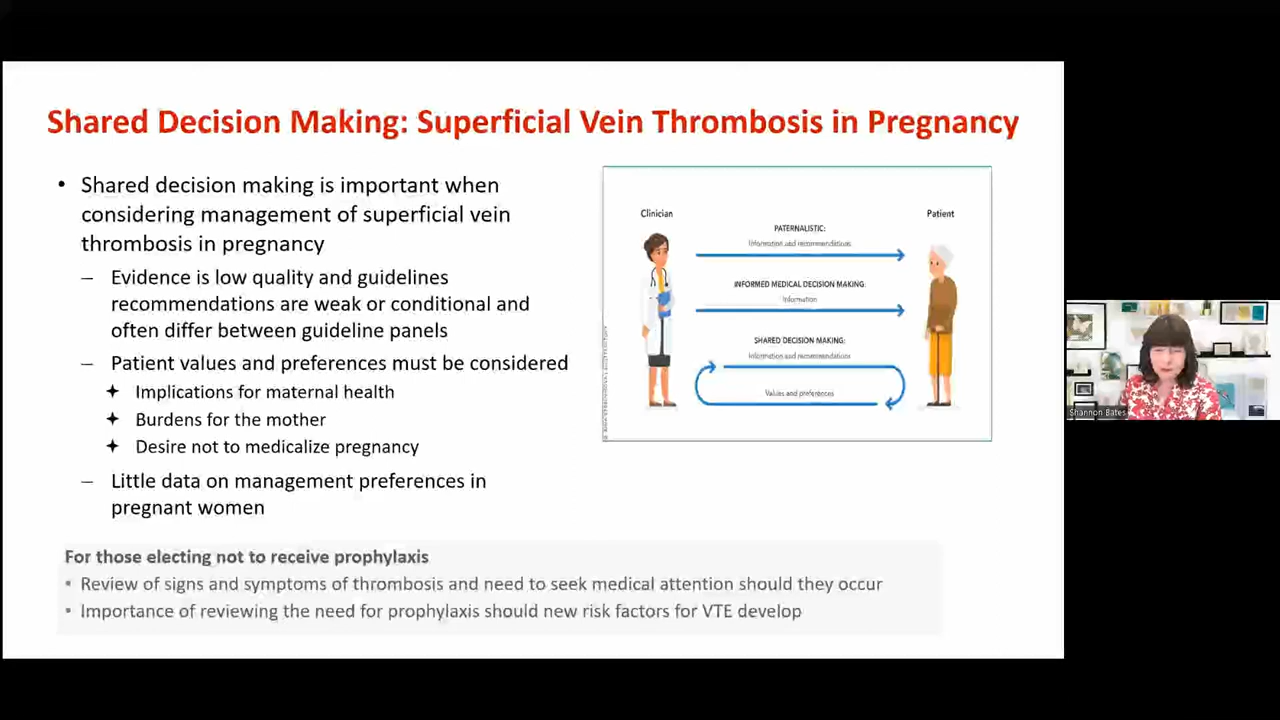 Shared Decision Making: Superficial Vein Thrombosis in Pregnancy
• Shared decision making is important when
considering management of superficial vein
thrombosis in pregnancy
– Evidence is low quality and guidelines
recommendations are weak or conditional and
often differ between guideline panels
– Patient values and preferences must be considered
Implications for maternal health
Burdens for the mother
Desire not to medicalize pregnancy
– Little data on management preferences in
pregnant women
Clinician
Patient
PATERNALISTIC:
Information and recommendations
INFORMED MEDICAL DECISION MAKING:
Information
SHARED DECISION MAKING:
Information and recommendations
Values and preferences
For those electing not to receive prophylaxis
• Review of signs and symptoms of thrombosis and need to seek medical attention should they occur
• Importance of reviewing the need for prophylaxis should new risk factors for VTE develop
Shannon Bates